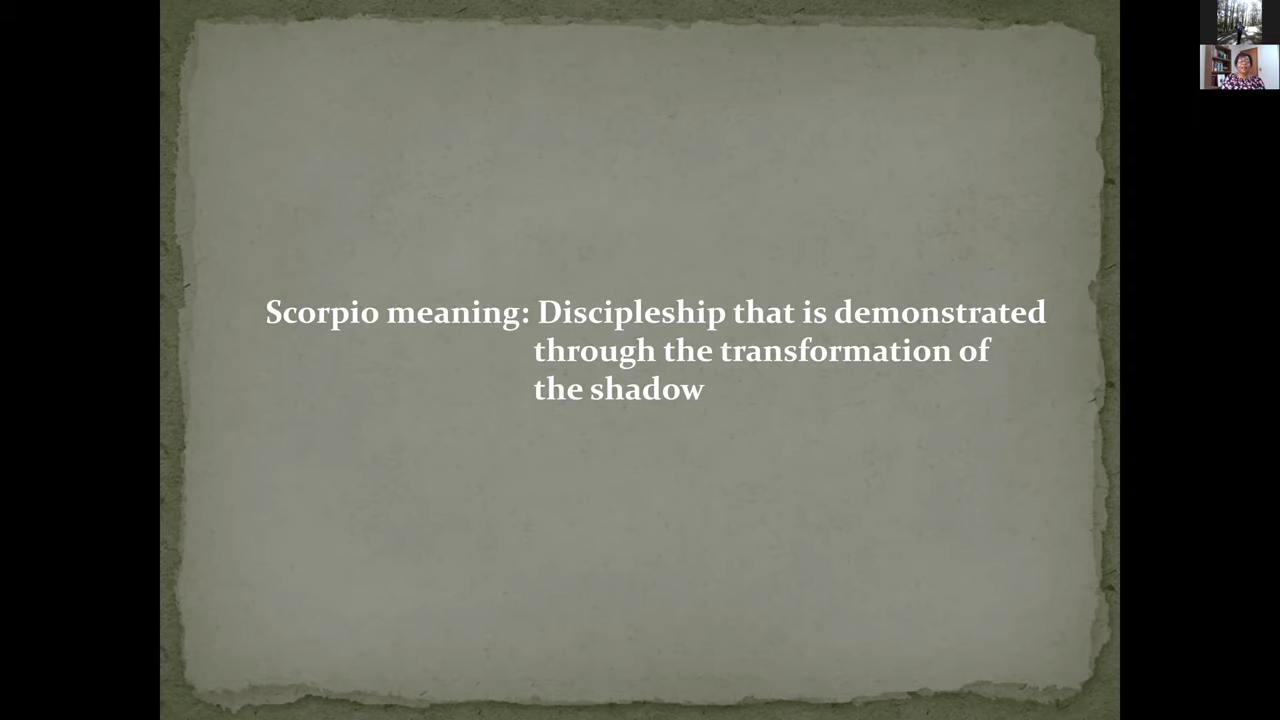 Scorpio meaning: Discipleship that is demonstrated
through the transformation of
the shadow